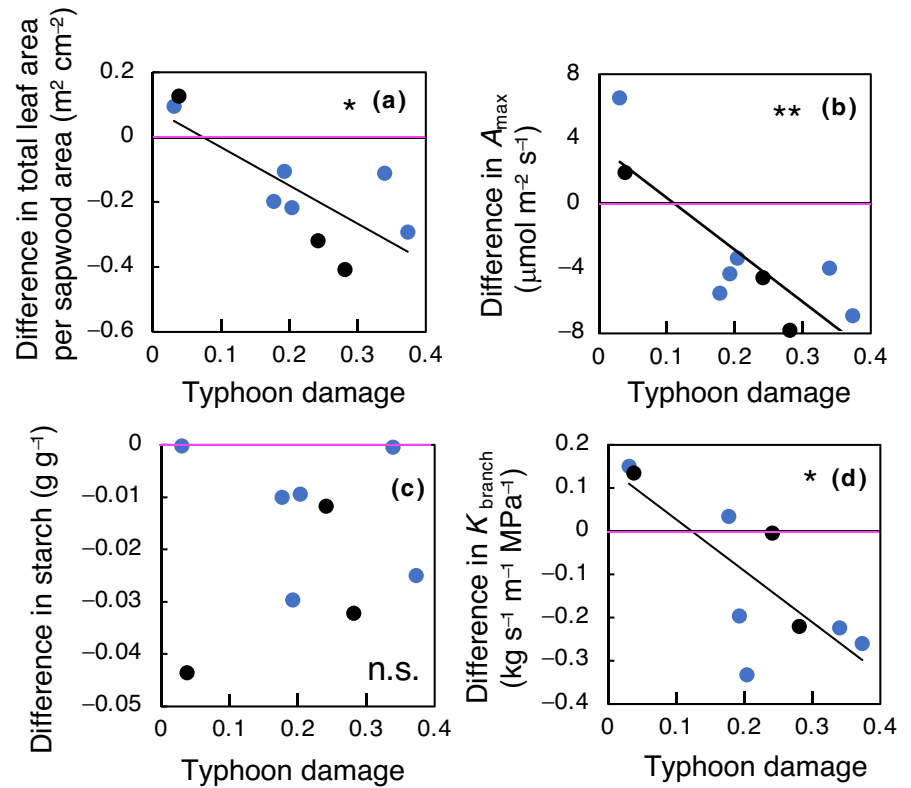 Difference in total leaf area
per sapwood area (m² cm⁻²)
0.2
0
−0.2
−0.4
−0.6
* (a)
0 0.1 0.2 0.3 0.4
Typhoon damage
Difference in Amax
(μmol m⁻² s⁻¹)
8
4
0
−4
−8
** (b)
0 0.1 0.2 0.3 0.4
Typhoon damage
Difference in starch (g g⁻¹)
0
−0.01
−0.02
−0.03
−0.04
−0.05
(c)
n.s.
0 0.1 0.2 0.3 0.4
Typhoon damage
Difference in Kbranch
(kg s⁻¹ m⁻¹ MPa⁻¹)
0.2
0.1
0
−0.1
−0.2
−0.3
−0.4
* (d)
0 0.1 0.2 0.3 0.4
Typhoon damage